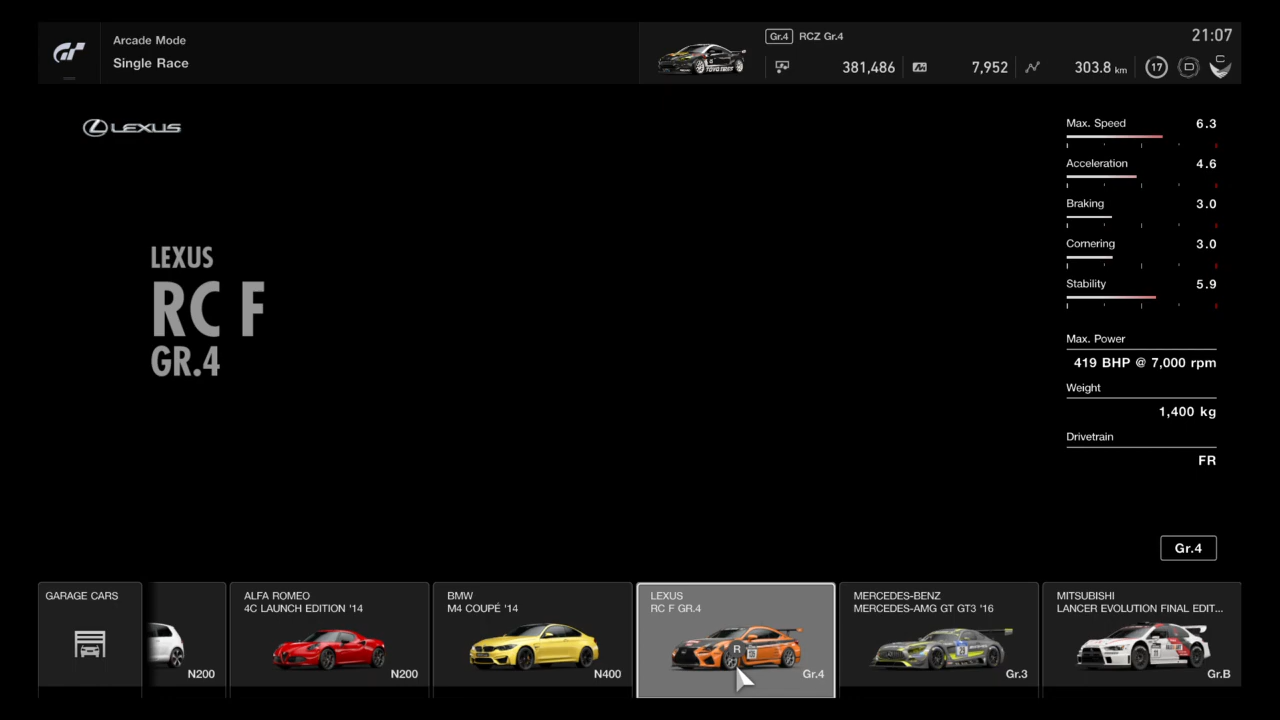 Arcade Mode
Single Race
Gr.4 RCZ Gr.4
21:07
381,486
7,952
303.8 km
17
D
C
LEXUS
LEXUS
RC F
GR.4
Max. Speed 6.3
Acceleration 4.6
Braking 3.0
Cornering 3.0
Stability 5.9
Max. Power
419 BHP @ 7,000 rpm
Weight
1,400 kg
Drivetrain
FR
Gr.4
GARAGE CARS
N200
ALFA ROMEO
4C LAUNCH EDITION '14
N200
BMW
M4 COUPÉ '14
N400
LEXUS
RC F GR.4
R
Gr.4
MERCEDES-BENZ
MERCEDES-AMG GT GT3 '16
Gr.3
MITSUBISHI
LANCER EVOLUTION FINAL EDIT...
Gr.B